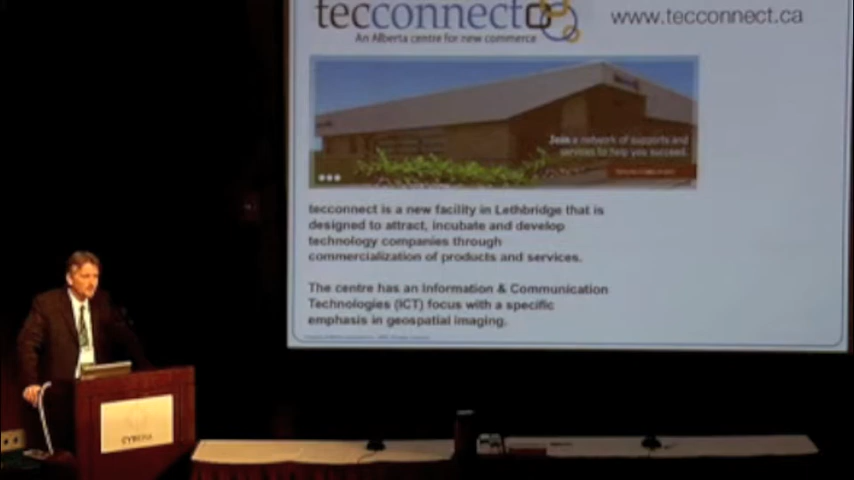 tecconnect
www.tecconnect.ca
An Alberta centre for new commerce
Join a network of supports and
services to help you succeed.
tecconnect is a new facility in Lethbridge that is
designed to attract, incubate and develop
technology companies through
commercialization of products and services.
The centre has an Information & Communication
Technologies (ICT) focus with a specific
emphasis in geospatial imaging.
CYBERA